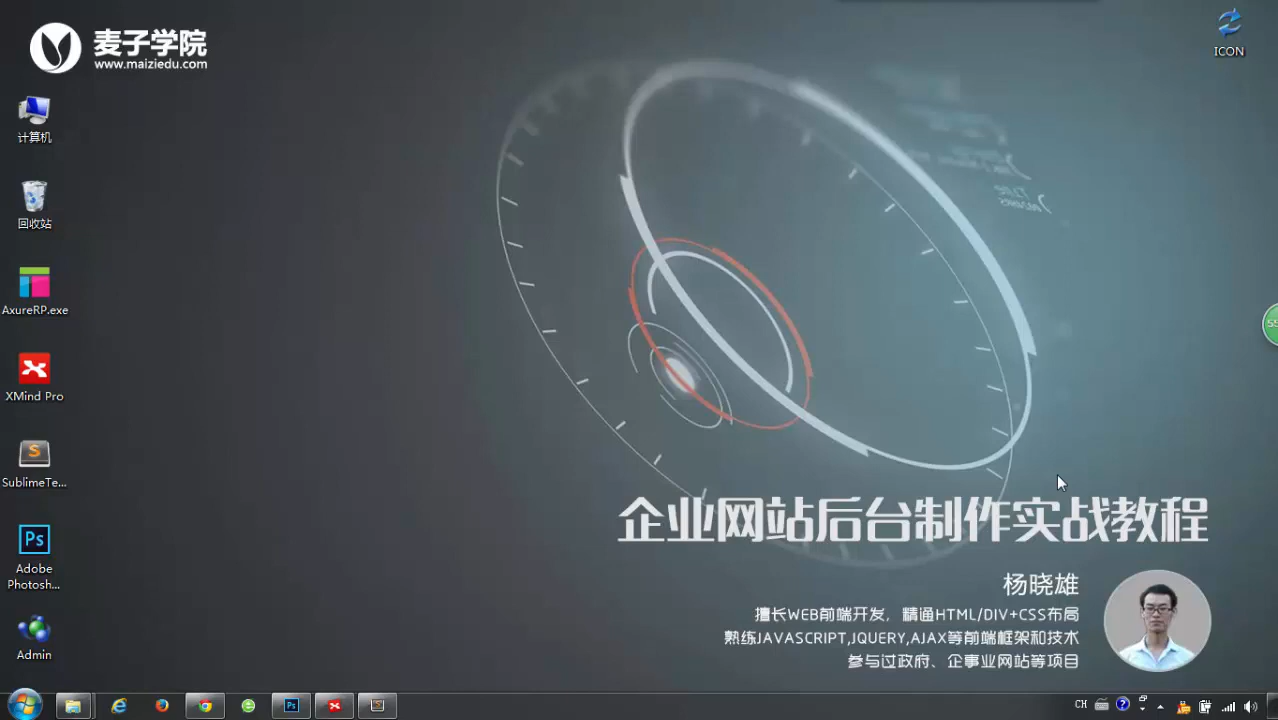 麦子学院
www.maiziedu.com
ICON
计算机
回收站
AxureRP.exe
XMind Pro
SublimeTe...
Ps
Adobe
Photosh...
Admin
企业网站后台制作实战教程
杨晓雄
擅长WEB前端开发，精通HTML/DIV+CSS布局
熟练JAVASCRIPT,JQUERY,AJAX等前端框架和技术
参与过政府、企事业网站等项目
Ps
CH